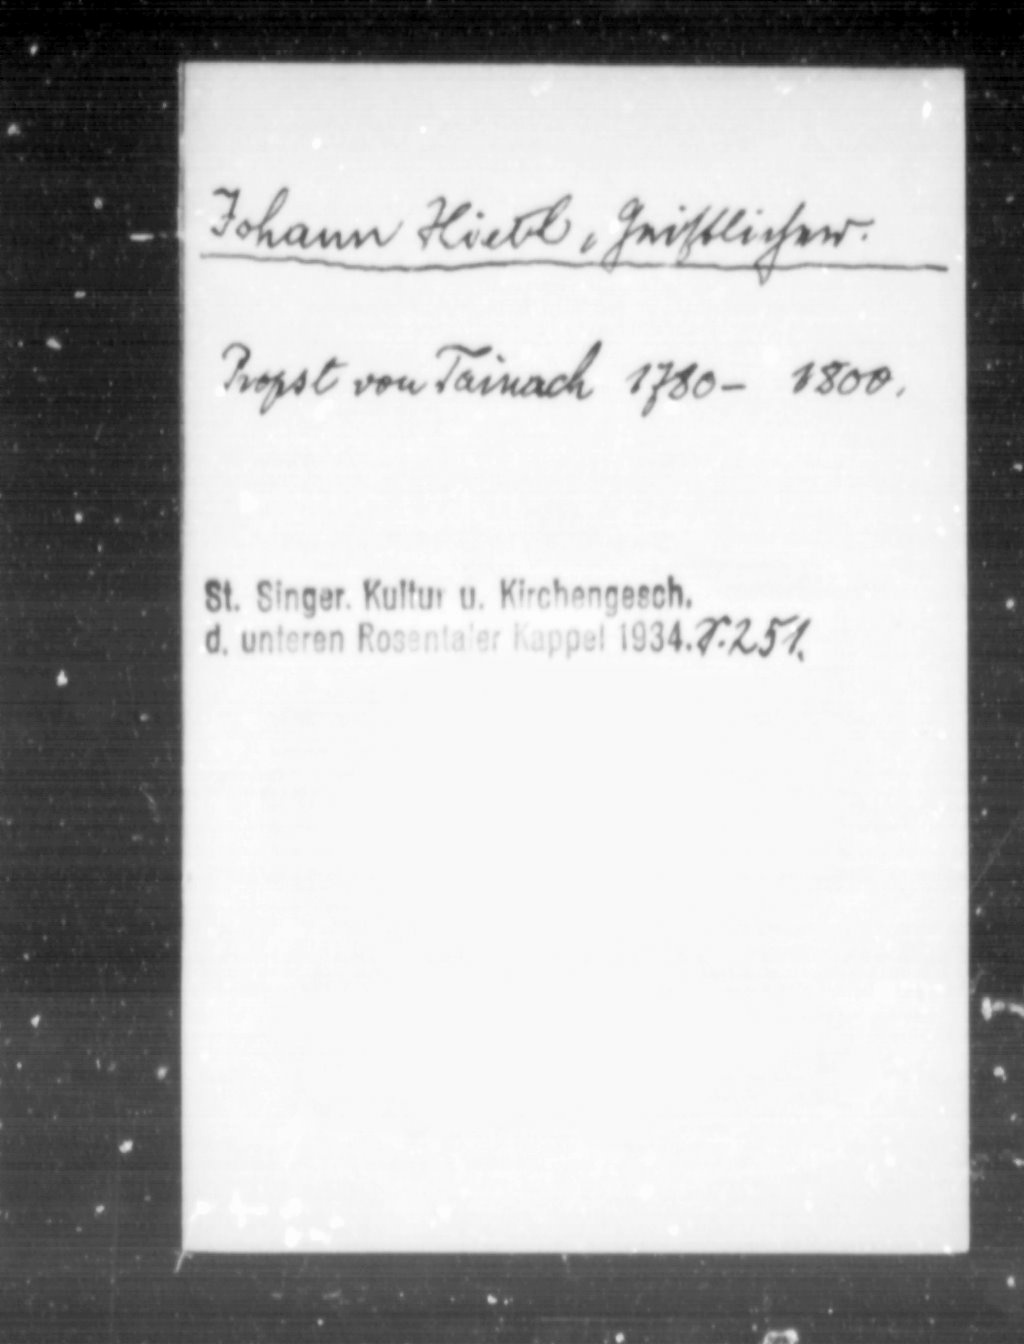 Johann Hiebl, Geistlicher.
Propst von Tainach 1780- 1800.
St. Singer. Kultur u. Kirchengesch.
d. unteren Rosentaler Kappel 1934. S. 251.